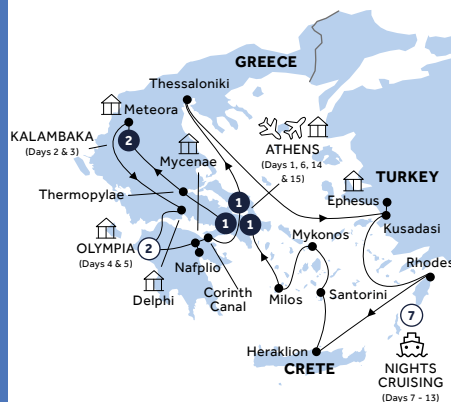 GREECE
Thessaloniki
Meteora
KALAMBAKA
(Days 2 & 3)
2
Mycenae
ATHENS
(Days 1, 6, 14
& 15)
TURKEY
Thermopylae
1
Ephesus
1
1
Kusadasi
OLYMPIA
(Days 4 & 5)
2
Mykonos
Rhodes
Nafplio
Delphi
Corinth
Canal
Milos
Santorini
7
Heraklion
CRETE
NIGHTS
CRUISING
(Days 7 - 13)